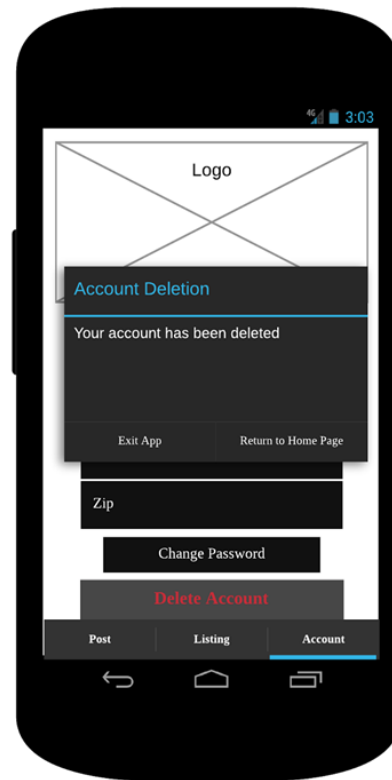 4G 3:03
Logo
Account Deletion
Your account has been deleted
Exit App Return to Home Page
Zip
Change Password
Delete Account
Post Listing Account